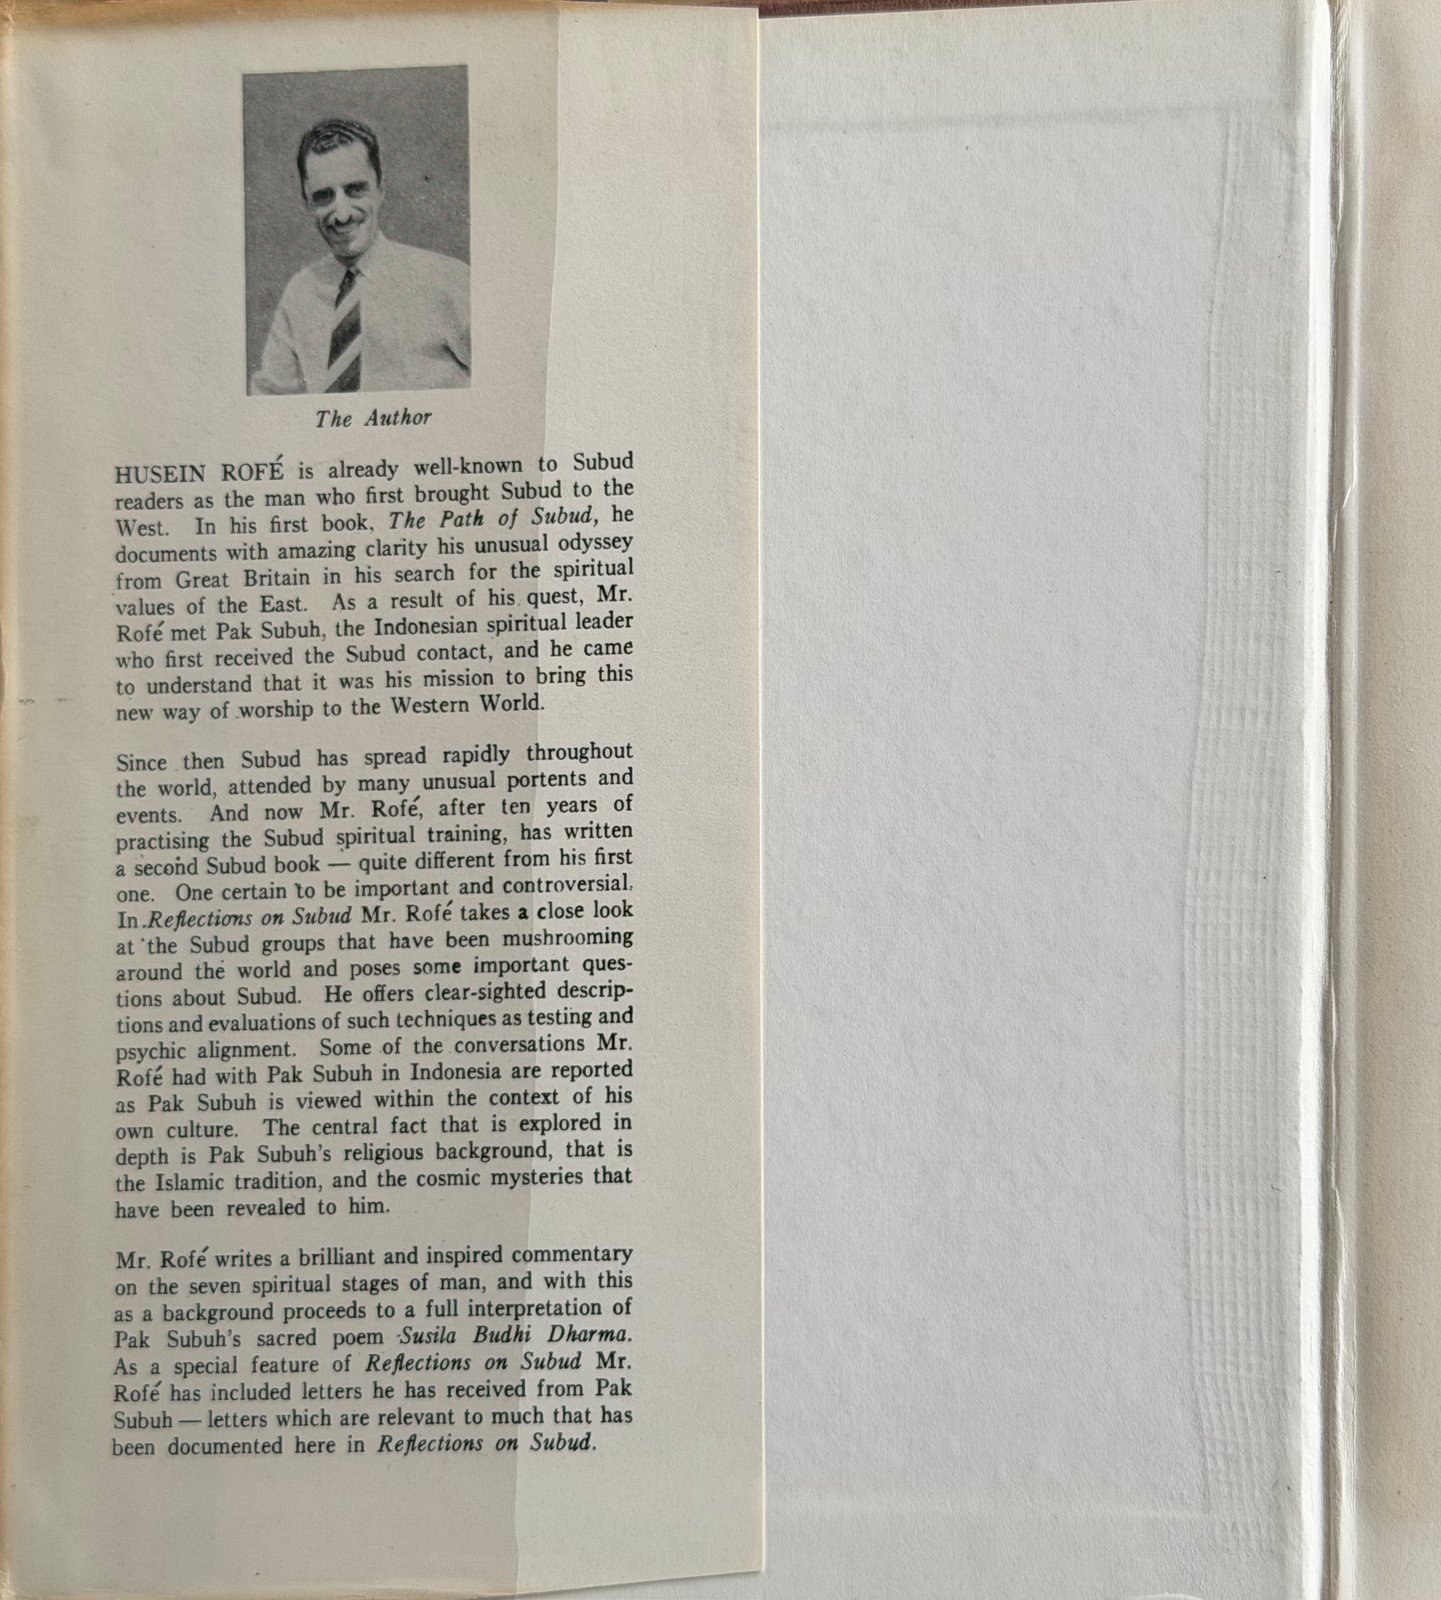 The Author
HUSEIN ROFÉ is already well-known to Subud
readers as the man who first brought Subud to the
West. In his first book, The Path of Subud, he
documents with amazing clarity his unusual odyssey
from Great Britain in his search for the spiritual
values of the East. As a result of his quest, Mr.
Rofé met Pak Subuh, the Indonesian spiritual leader
who first received the Subud contact, and he came
to understand that it was his mission to bring this
new way of worship to the Western World.
Since then Subud has spread rapidly throughout
the world, attended by many unusual portents and
events. And now Mr. Rofé, after ten years of
practising the Subud spiritual training, has written
a second Subud book — quite different from his first
one. One certain to be important and controversial.
In Reflections on Subud Mr. Rofé takes a close look
at the Subud groups that have been mushrooming
around the world and poses some important ques-
tions about Subud. He offers clear-sighted descrip-
tions and evaluations of such techniques as testing and
psychic alignment. Some of the conversations Mr.
Rofé had with Pak Subuh in Indonesia are reported
as Pak Subuh is viewed within the context of his
own culture. The central fact that is explored in
depth is Pak Subuh's religious background, that is
the Islamic tradition, and the cosmic mysteries that
have been revealed to him.
Mr. Rofé writes a brilliant and inspired commentary
on the seven spiritual stages of man, and with this
as a background proceeds to a full interpretation of
Pak Subuh's sacred poem Susila Budhi Dharma.
As a special feature of Reflections on Subud Mr.
Rofé has included letters he has received from Pak
Subuh — letters which are relevant to much that has
been documented here in Reflections on Subud.